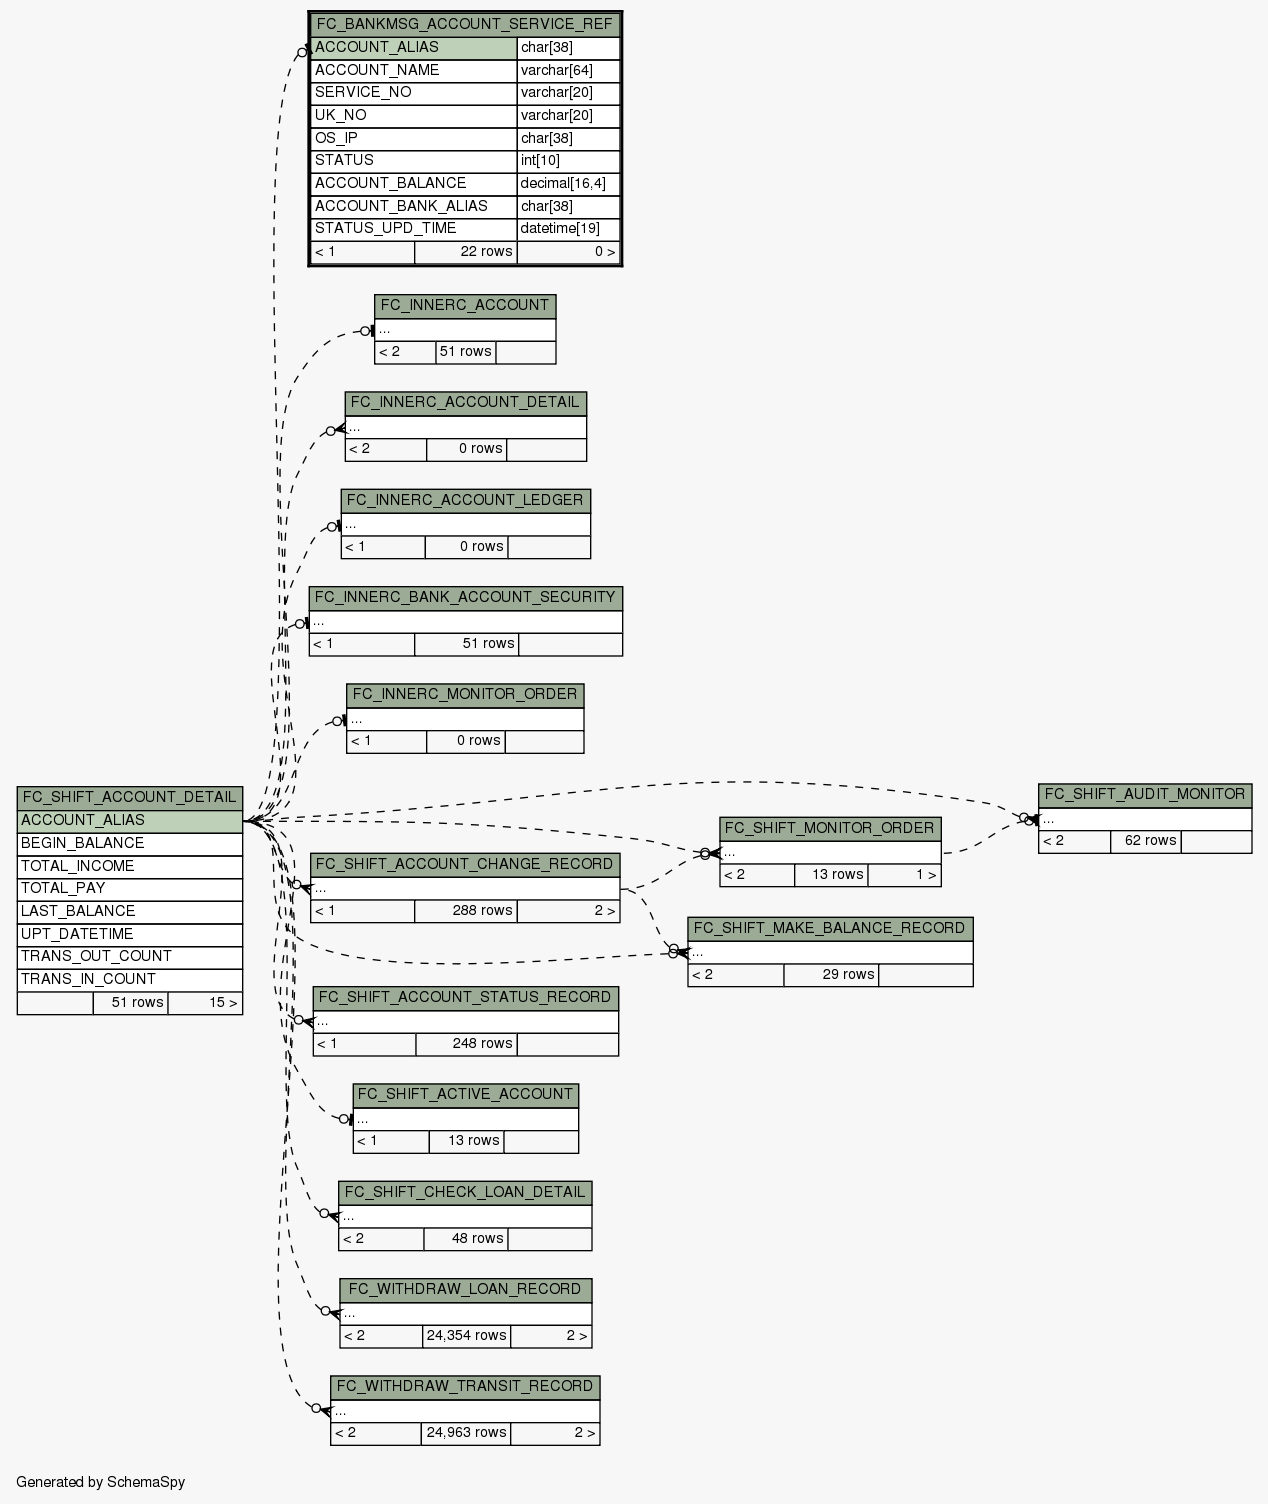 FC_BANKMSG_ACCOUNT_SERVICE_REF
ACCOUNT_ALIAS char[38]
ACCOUNT_NAME varchar[64]
SERVICE_NO varchar[20]
UK_NO varchar[20]
OS_IP char[38]
STATUS int[10]
ACCOUNT_BALANCE decimal[16,4]
ACCOUNT_BANK_ALIAS char[38]
STATUS_UPD_TIME datetime[19]
< 1 22 rows 0 >
FC_INNERC_ACCOUNT
...
< 2 51 rows
FC_INNERC_ACCOUNT_DETAIL
...
< 2 0 rows
FC_INNERC_ACCOUNT_LEDGER
...
< 1 0 rows
FC_INNERC_BANK_ACCOUNT_SECURITY
...
< 1 51 rows
FC_INNERC_MONITOR_ORDER
...
< 1 0 rows
FC_SHIFT_ACCOUNT_DETAIL
ACCOUNT_ALIAS
BEGIN_BALANCE
TOTAL_INCOME
TOTAL_PAY
LAST_BALANCE
UPT_DATETIME
TRANS_OUT_COUNT
TRANS_IN_COUNT
51 rows 15 >
FC_SHIFT_AUDIT_MONITOR
...
< 2 62 rows
FC_SHIFT_MONITOR_ORDER
...
< 2 13 rows 1 >
FC_SHIFT_ACCOUNT_CHANGE_RECORD
...
< 1 288 rows 2 >
FC_SHIFT_MAKE_BALANCE_RECORD
...
< 2 29 rows
FC_SHIFT_ACCOUNT_STATUS_RECORD
...
< 1 248 rows
FC_SHIFT_ACTIVE_ACCOUNT
...
< 1 13 rows
FC_SHIFT_CHECK_LOAN_DETAIL
...
< 2 48 rows
FC_WITHDRAW_LOAN_RECORD
...
< 2 24,354 rows 2 >
FC_WITHDRAW_TRANSIT_RECORD
...
< 2 24,963 rows 2 >
Generated by SchemaSpy